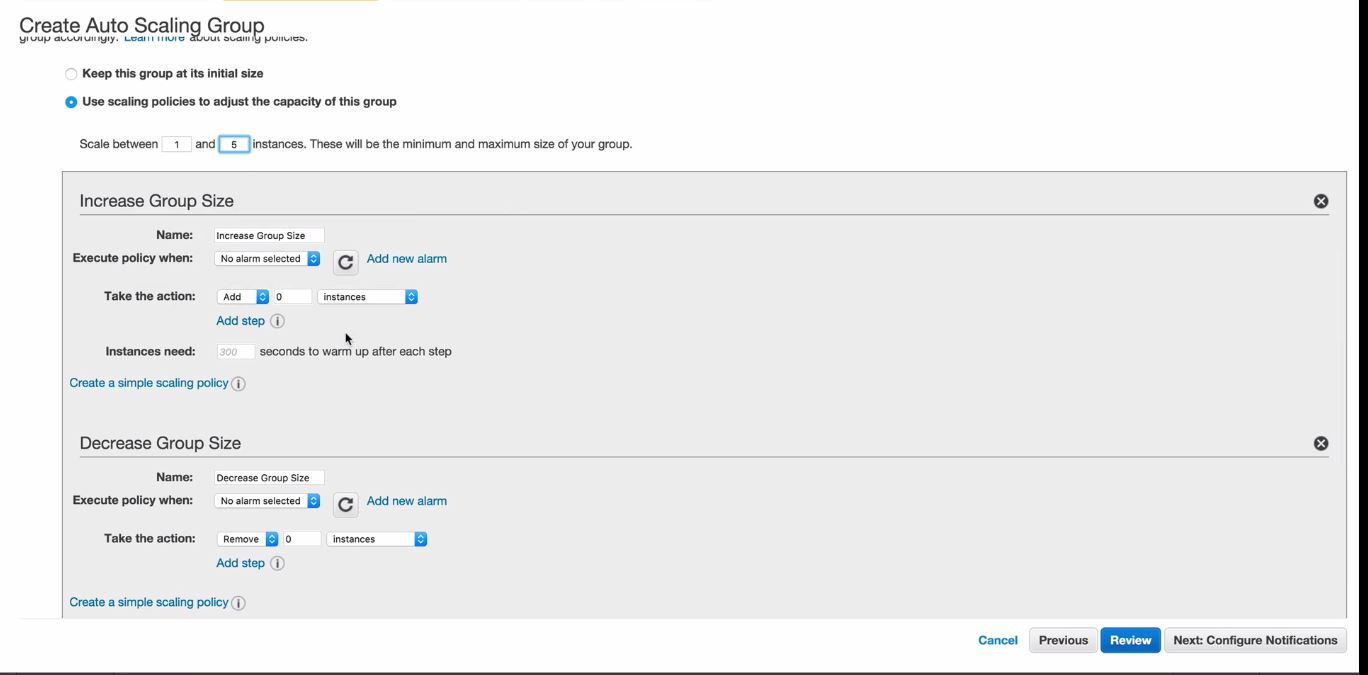 Create Auto Scaling Group
group accordingly. Learn more about scaling policies.
Keep this group at its initial size
Use scaling policies to adjust the capacity of this group
Scale between 1 and 5 instances. These will be the minimum and maximum size of your group.
Increase Group Size
Name: Increase Group Size
Execute policy when: No alarm selected Add new alarm
Take the action: Add 0 instances
Add step i
Instances need: 300 seconds to warm up after each step
Create a simple scaling policy i
Decrease Group Size
Name: Decrease Group Size
Execute policy when: No alarm selected Add new alarm
Take the action: Remove 0 instances
Add step i
Create a simple scaling policy i
Cancel Previous Review Next: Configure Notifications